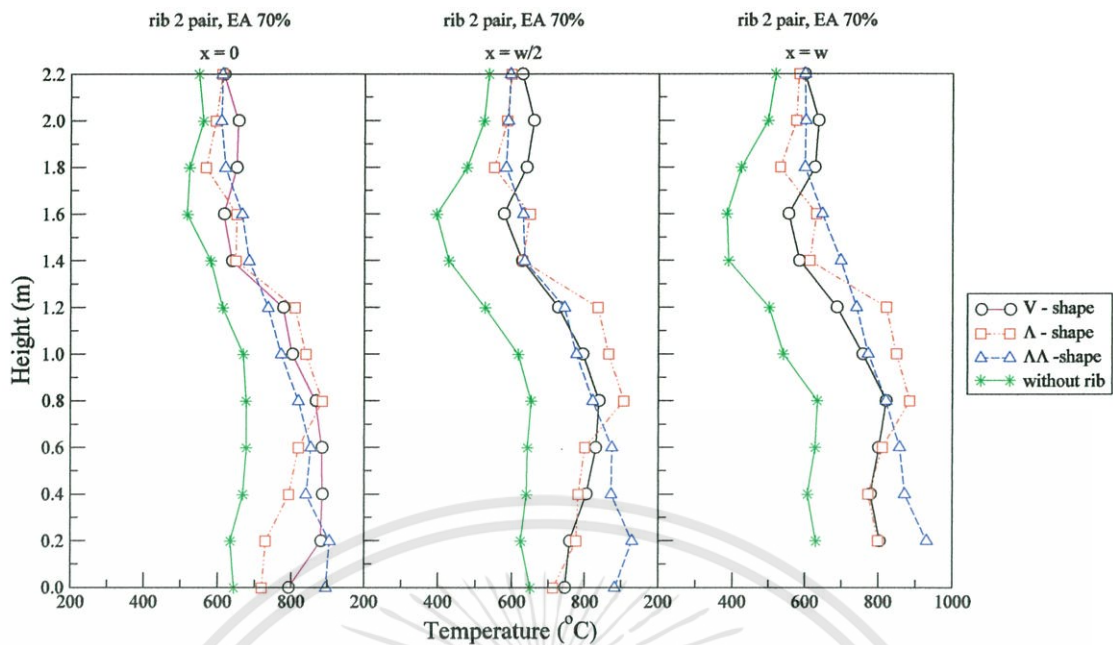 rib 2 pair, EA 70%
x = 0
rib 2 pair, EA 70%
x = w/2
rib 2 pair, EA 70%
x = w
2.2
2.0
1.8
1.6
1.4
1.2
1.0
0.8
0.6
0.4
0.2
0.0
Height (m)
200 400 600 800 200 400 600 800 200 400 600 800 1000
Temperature (°C)
V - shape
Λ - shape
ΛΛ -shape
without rib